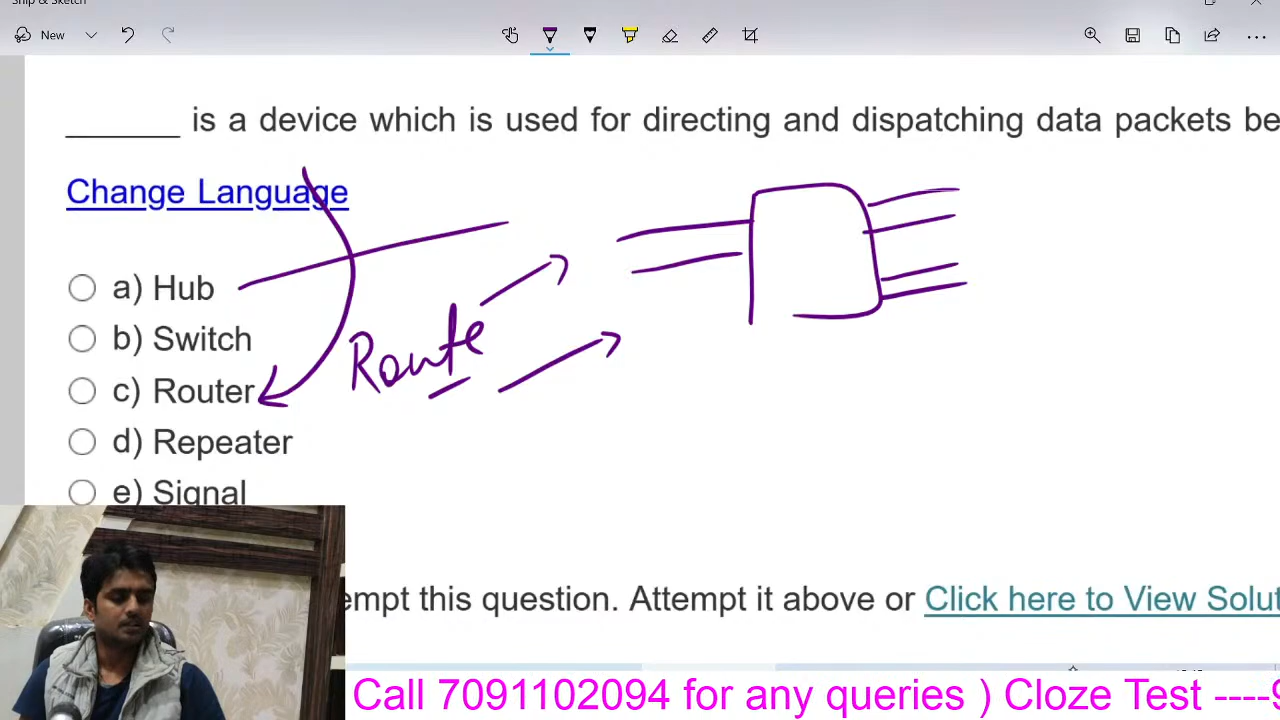 Snip & Sketch
New
_______ is a device which is used for directing and dispatching data packets be
Change Language
a) Hub
b) Switch
c) Router
Route
d) Repeater
e) Signal
empt this question. Attempt it above or Click here to View Solut
Call 7091102094 for any queries ) Cloze Test ----9